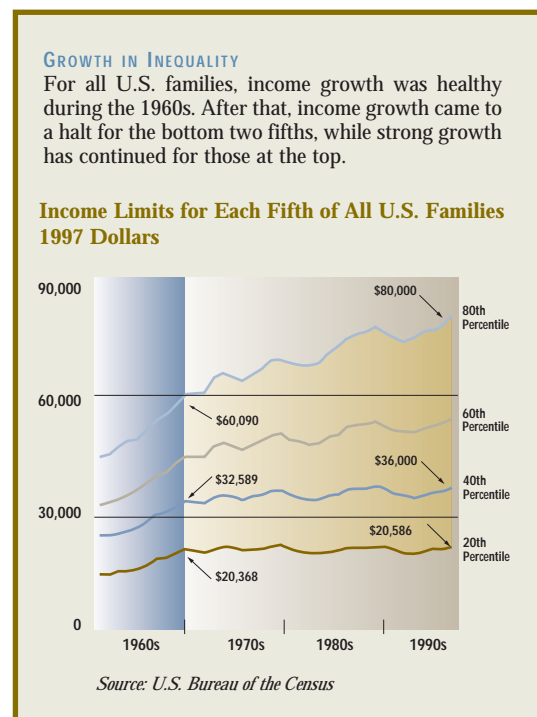 GROWTH IN INEQUALITY
For all U.S. families, income growth was healthy
during the 1960s. After that, income growth came to
a halt for the bottom two fifths, while strong growth
has continued for those at the top.
Income Limits for Each Fifth of All U.S. Families
1997 Dollars
90,000
$80,000
80th
Percentile
60,000
$60,090
60th
Percentile
$32,589
$36,000
40th
Percentile
30,000
$20,586
20th
Percentile
$20,368
0
1960s 1970s 1980s 1990s
Source: U.S. Bureau of the Census